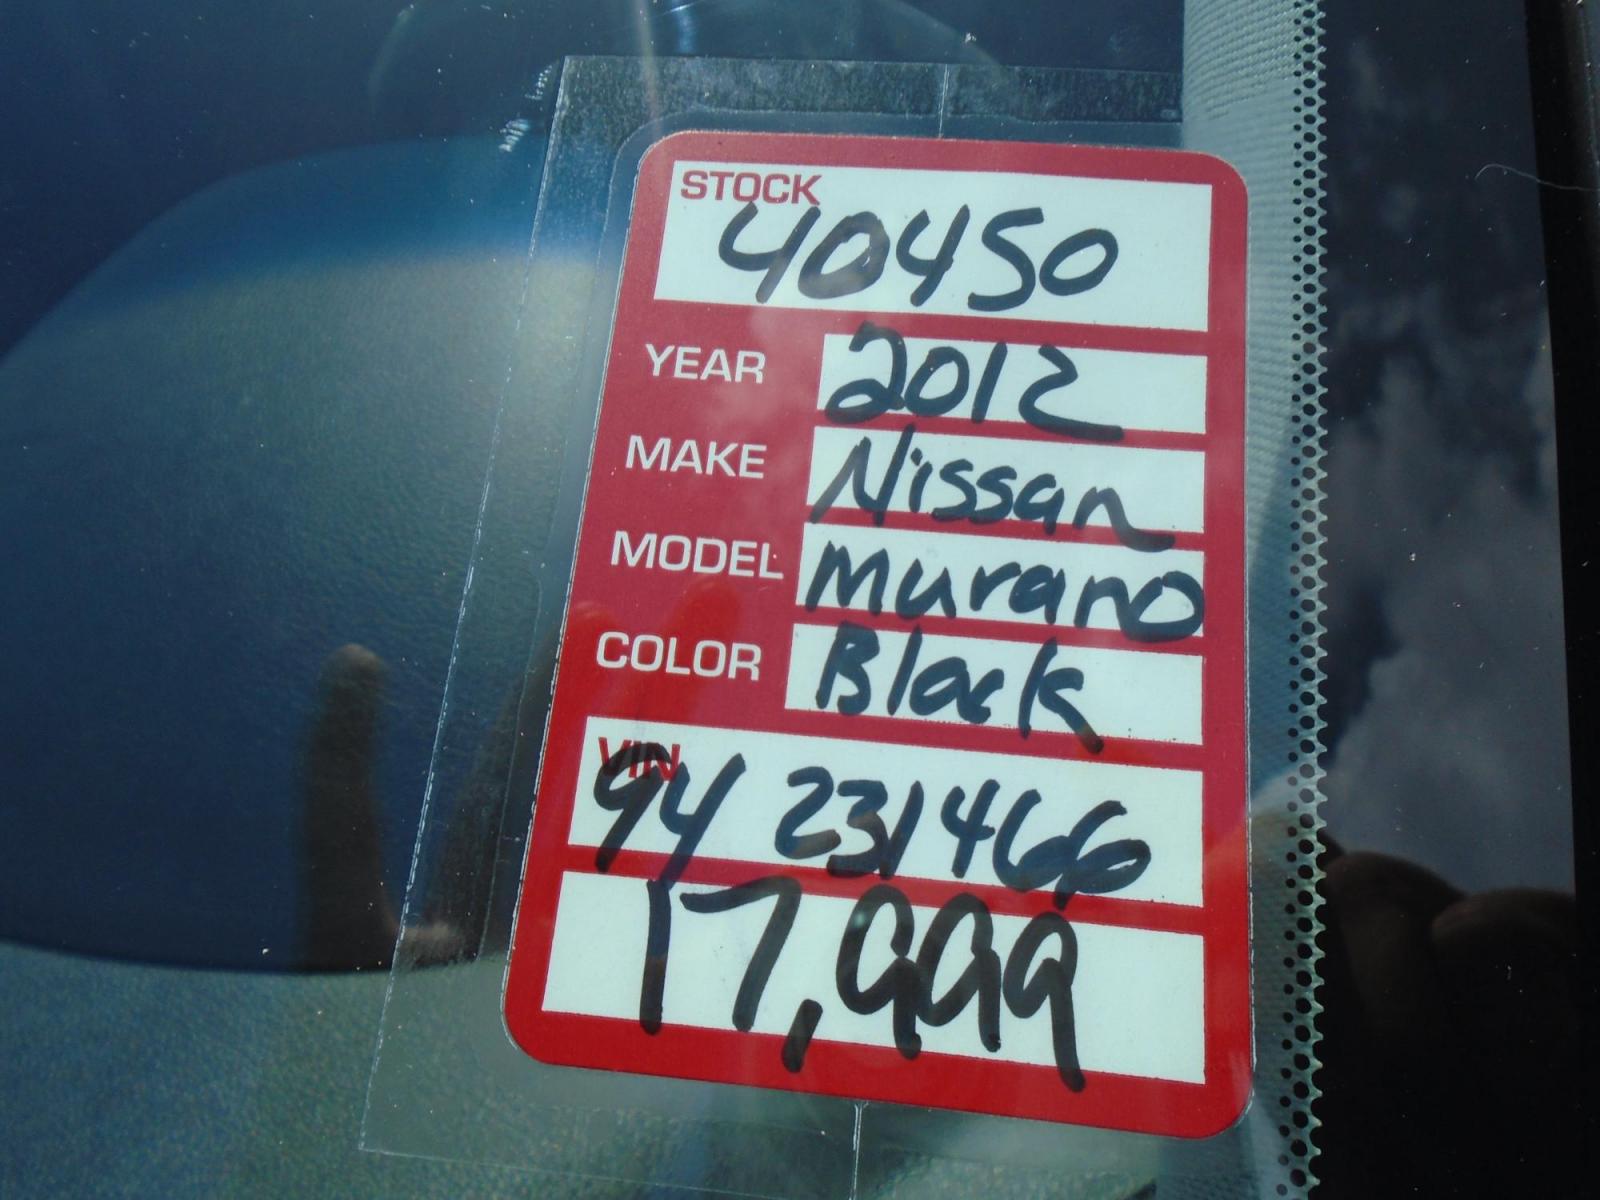 STOCK
40450
YEAR 2012
MAKE Nissan
MODEL Murano
COLOR Black
VIN
94 231466
17,999